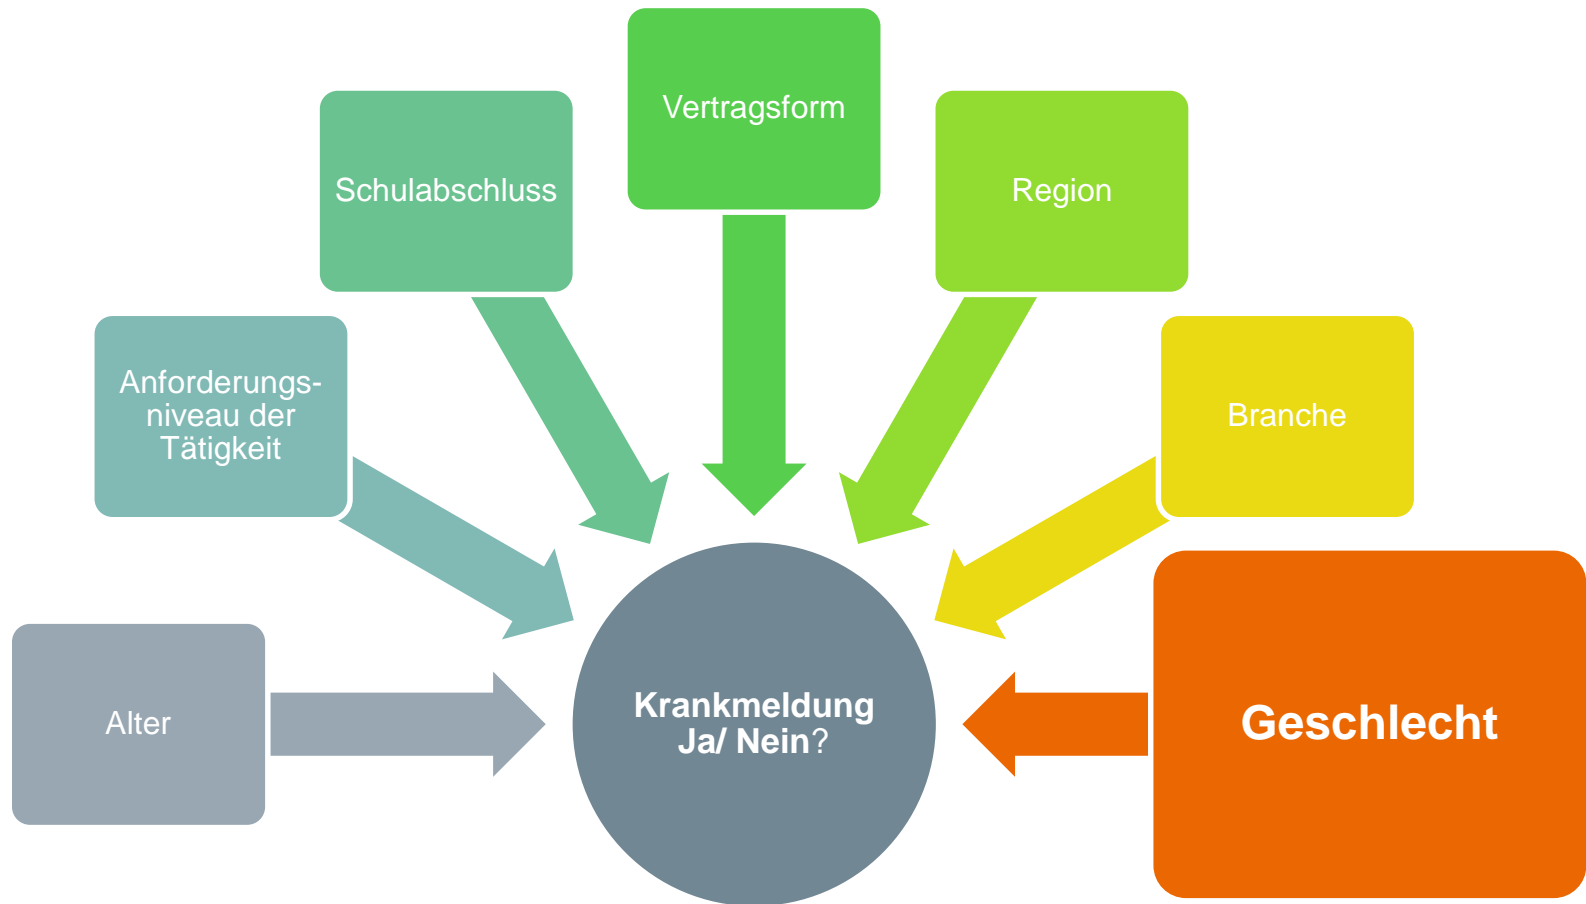 Vertragsform
Schulabschluss
Region
Anforderungs-
niveau der
Tätigkeit
Branche
Alter
Krankmeldung
Ja/ Nein?
Geschlecht